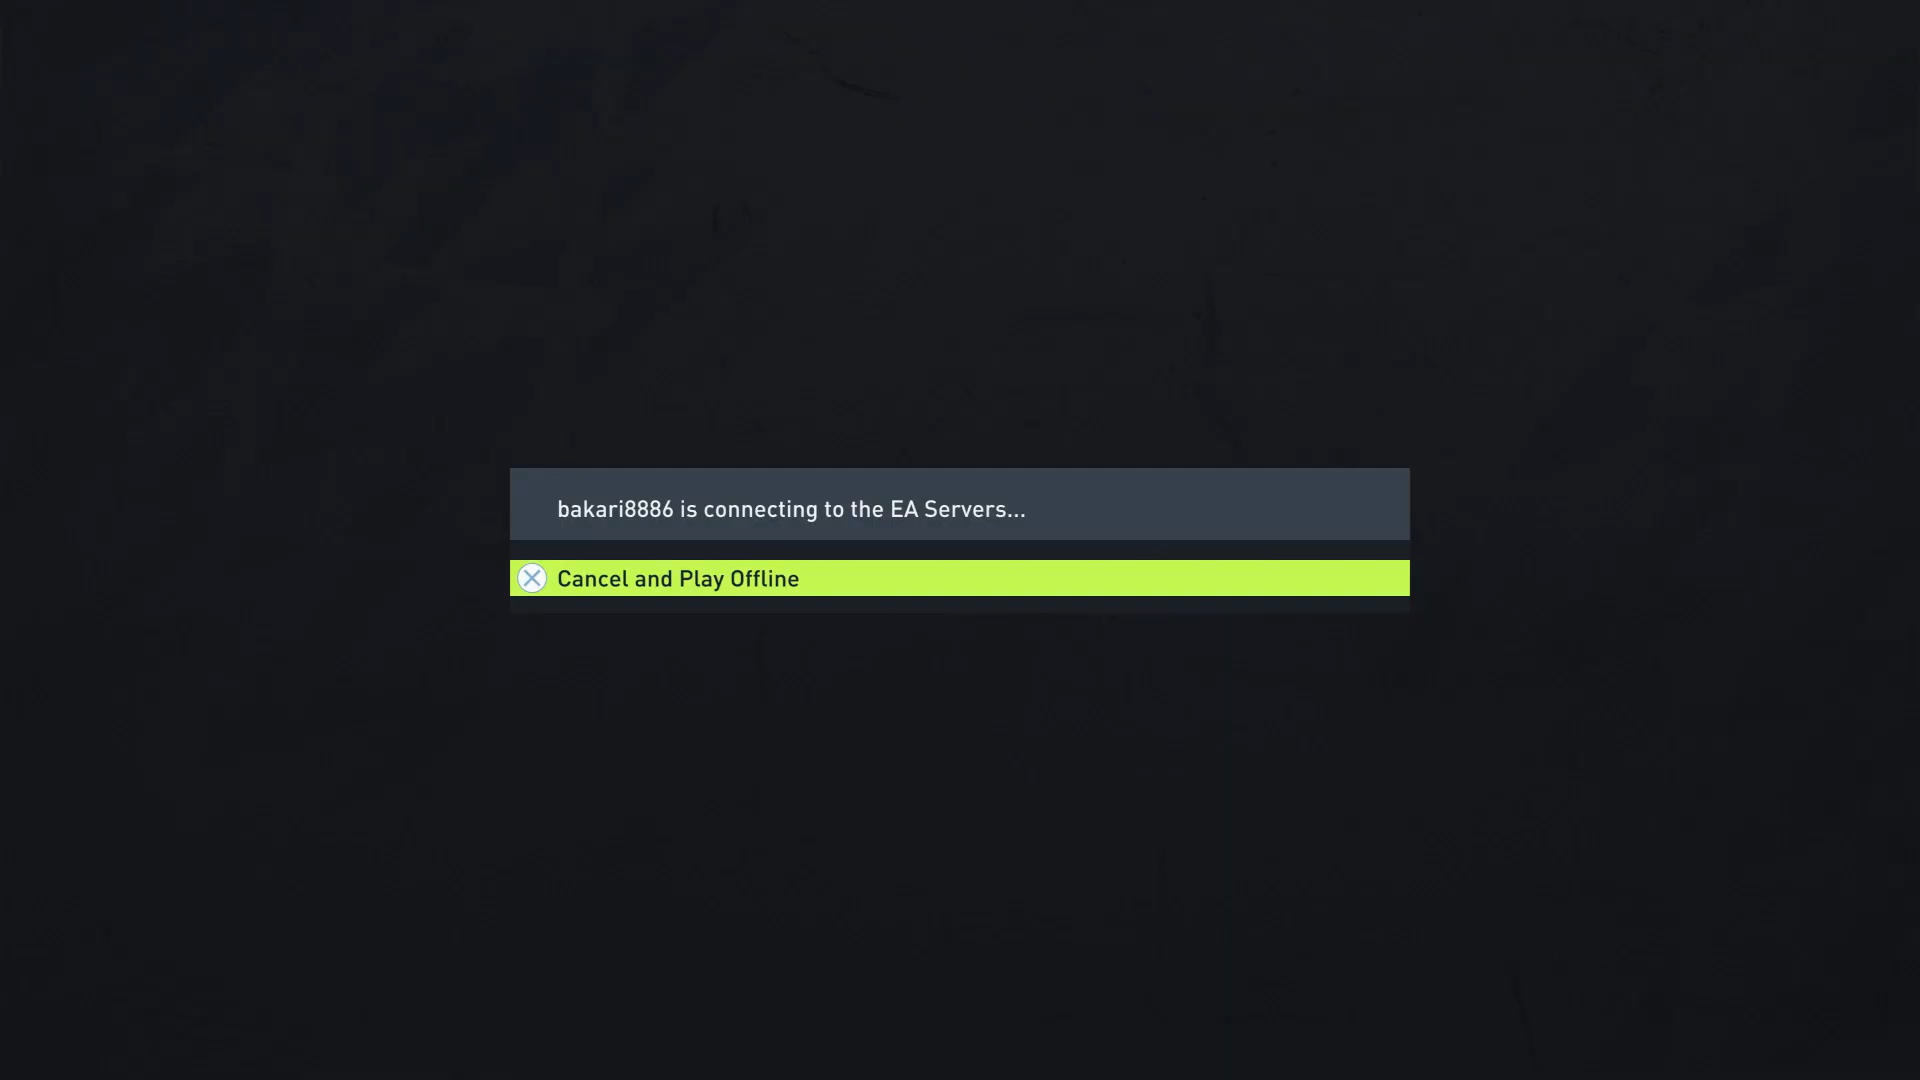 bakari8886 is connecting to the EA Servers...
Cancel and Play Offline